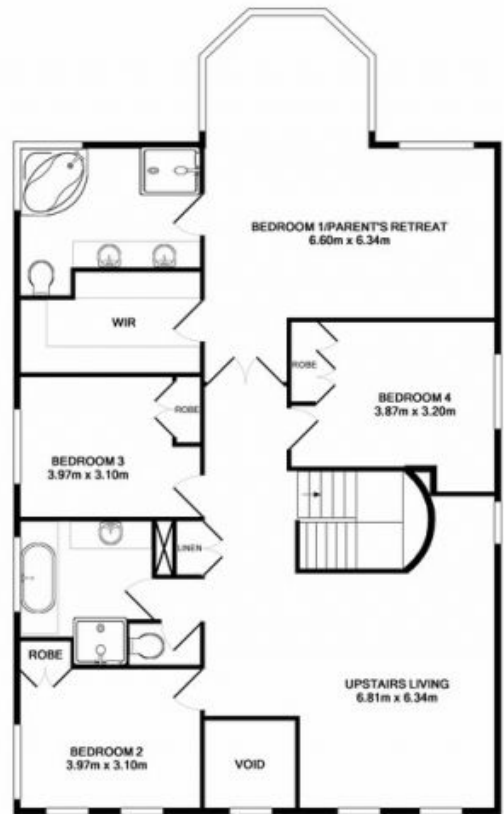 BEDROOM 1/PARENT'S RETREAT
6.60m x 6.34m
WIR
ROBE
BEDROOM 4
3.87m x 3.20m
ROBE
BEDROOM 3
3.97m x 3.10m
LINEN
ROBE
UPSTAIRS LIVING
6.81m x 6.34m
BEDROOM 2
3.97m x 3.10m
VOID